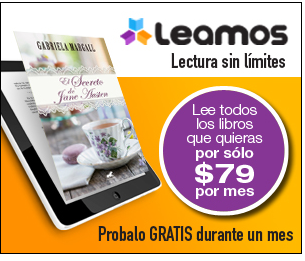 Leamos
Lectura sin límites
GABRIELA MARGALL
El Secreto
de
Jane Austen
Lee todos
los libros
que quieras
por sólo
$79
por mes
Probalo GRATIS durante un mes